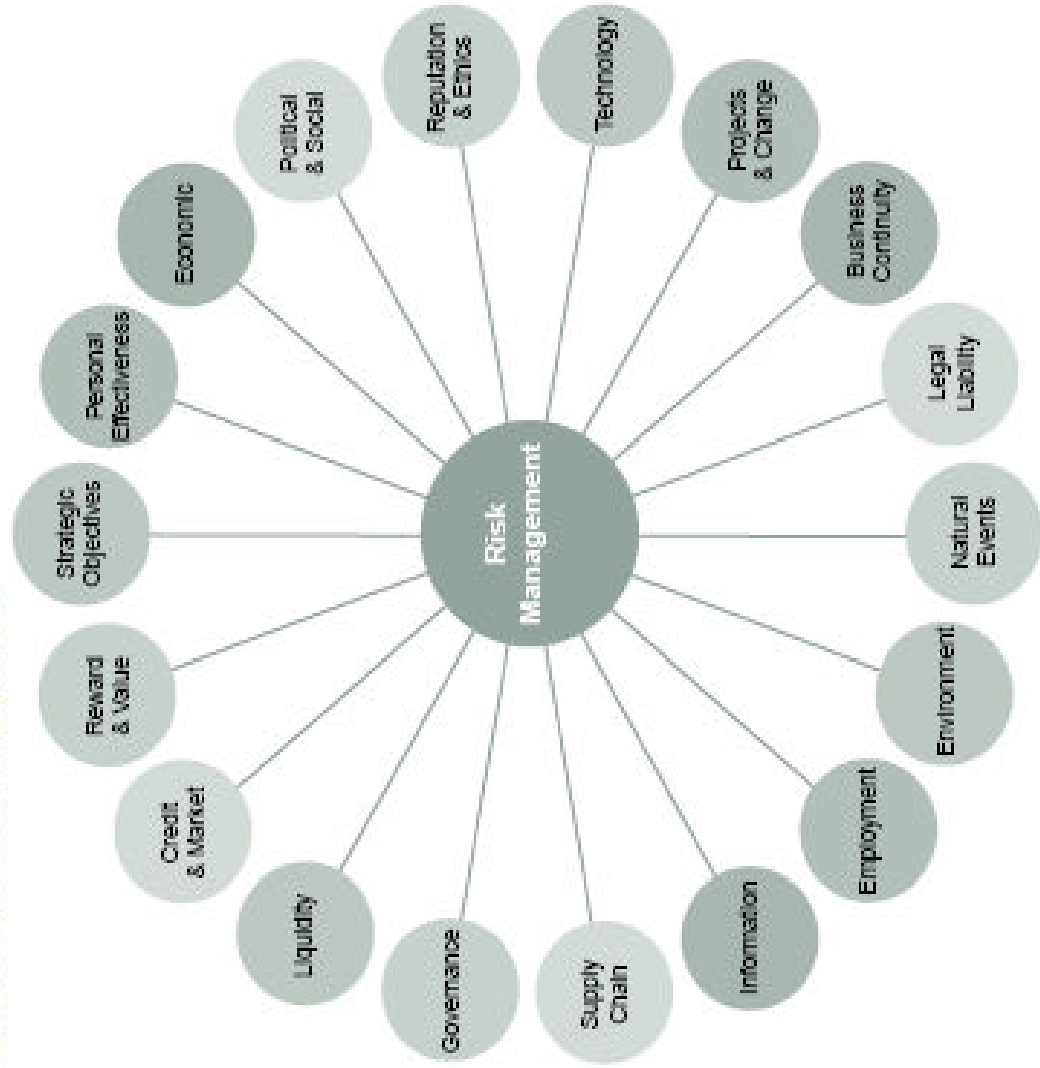 Risk
Management
Strategic
Objectives
Personal
Effectiveness
Economic
Political
& Social
Reputation
& Ethics
Technology
Projects
& Change
Business
Continuity
Legal
Liability
Natural
Events
Environment
Employment
Information
Supply
Chain
Governance
Liquidity
Credit
& Market
Reward
& Value